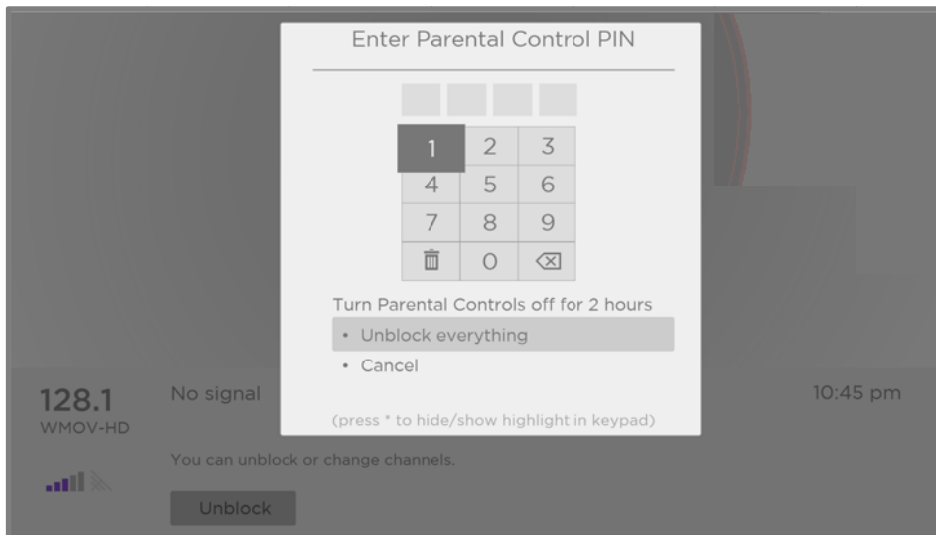 Enter Parental Control PIN
1 2 3
4 5 6
7 8 9
0
Turn Parental Controls off for 2 hours
• Unblock everything
• Cancel
(press * to hide/show highlight in keypad)
128.1
WMOV-HD
No signal
10:45 pm
You can unblock or change channels.
Unblock